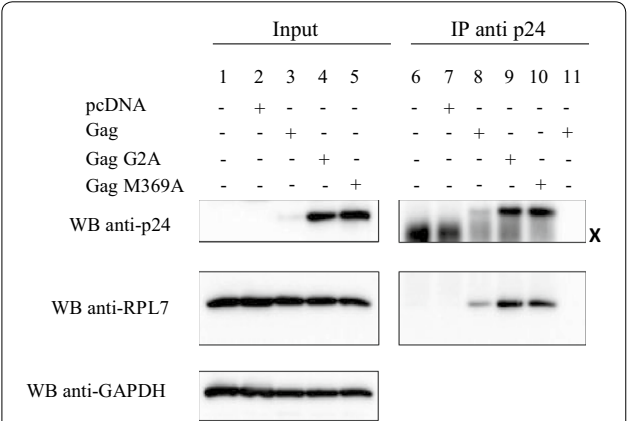 Input IP anti p24
1 2 3 4 5 6 7 8 9 10 11
pcDNA - + - - - - + - - - -
Gag - - + - - - - + - - +
Gag G2A - - - + - - - - + - -
Gag M369A - - - - + - - - - + -
WB anti-p24 X
WB anti-RPL7
WB anti-GAPDH